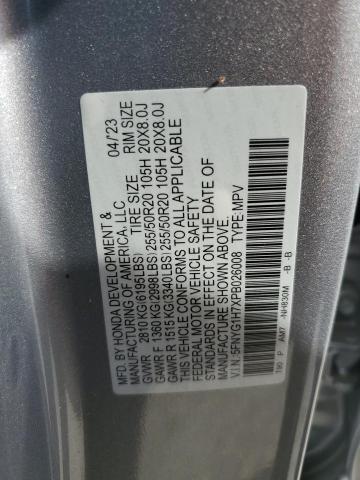 MFD.BY HONDA DEVELOPMENT & 04/'23
MANUFACTURING OF AMERICA, LLC
TIRE SIZE RIM SIZE
GVWR 2810 KG(6195LBS)
GAWR F 1360 KG(2998LBS) 255/50R20 105H 20X8.0J
GAWR R 1515 KG(3340LBS) 255/50R20 105H 20X8.0J
THIS VEHICLE CONFORMS TO ALL APPLICABLE
FEDERAL MOTOR VEHICLE SAFETY
STANDARDS IN EFFECT ON THE DATE OF
MANUFACTURE SHOWN ABOVE.
V.I.N.:5FNYG1H7XPB026008 TYPE:MPV
T90 P AM7 -NH830M -B -B